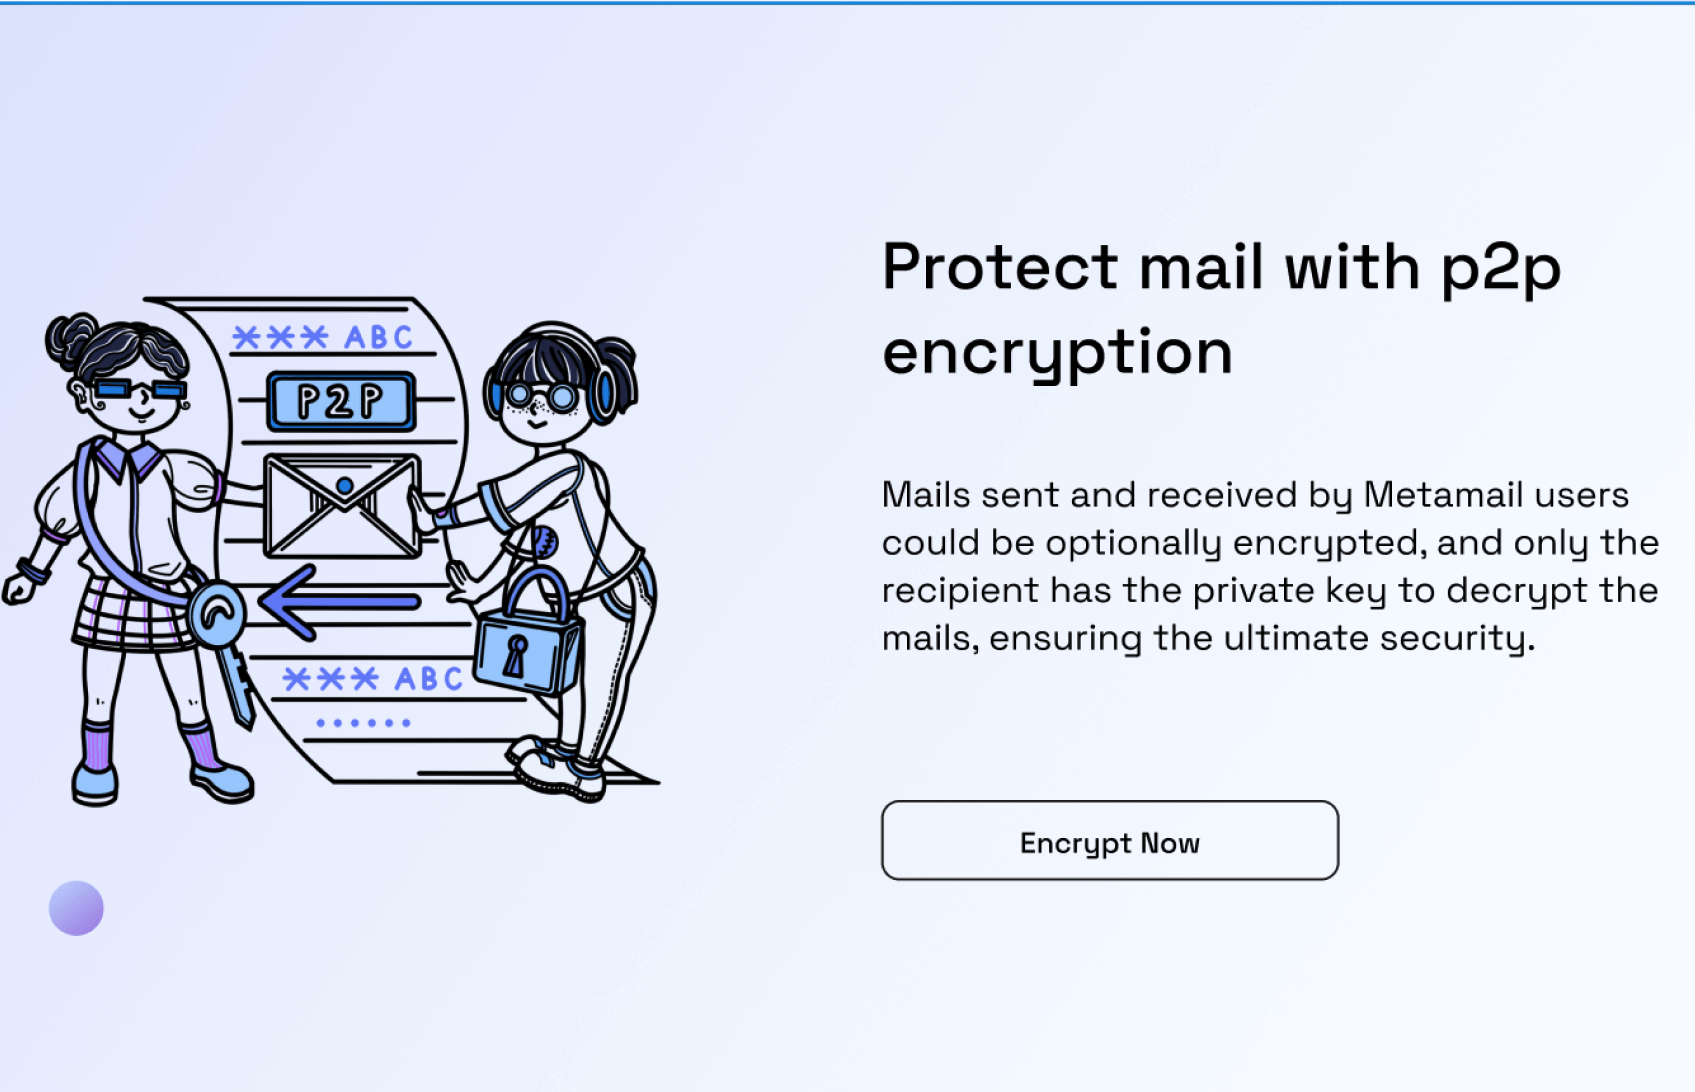 *** ABC
P2P
*** ABC
......
Protect mail with p2p
encryption
Mails sent and received by Metamail users
could be optionally encrypted, and only the
recipient has the private key to decrypt the
mails, ensuring the ultimate security.
Encrypt Now